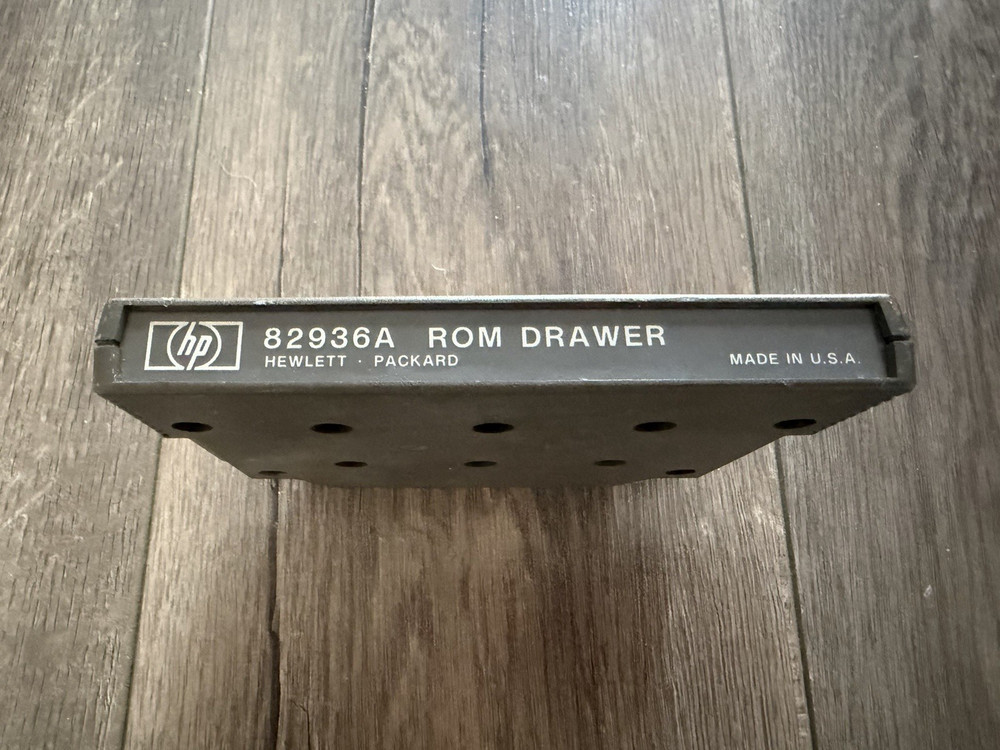 hp 82936A ROM DRAWER
HEWLETT · PACKARD
MADE IN U.S.A.